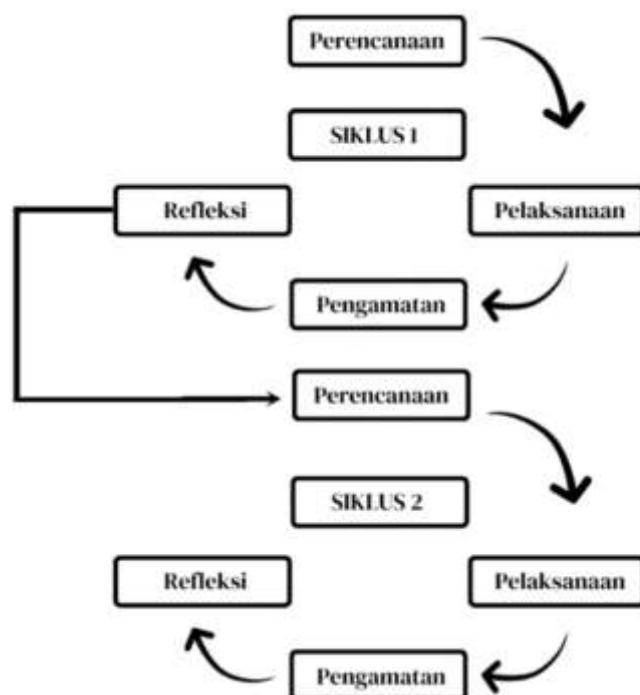 Perencanaan
SIKLUS 1
Refleksi
Pelaksanaan
Pengamatan
Perencanaan
SIKLUS 2
Refleksi
Pelaksanaan
Pengamatan